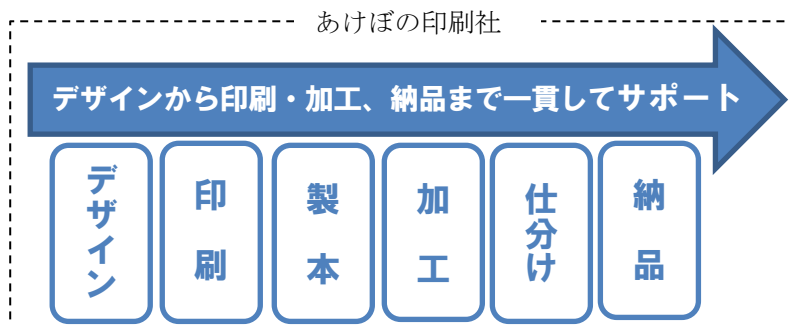 あけぼの印刷社
デザインから印刷・加工、納品まで一貫してサポート
デザイン
印刷
製本
加工
仕分け
納品